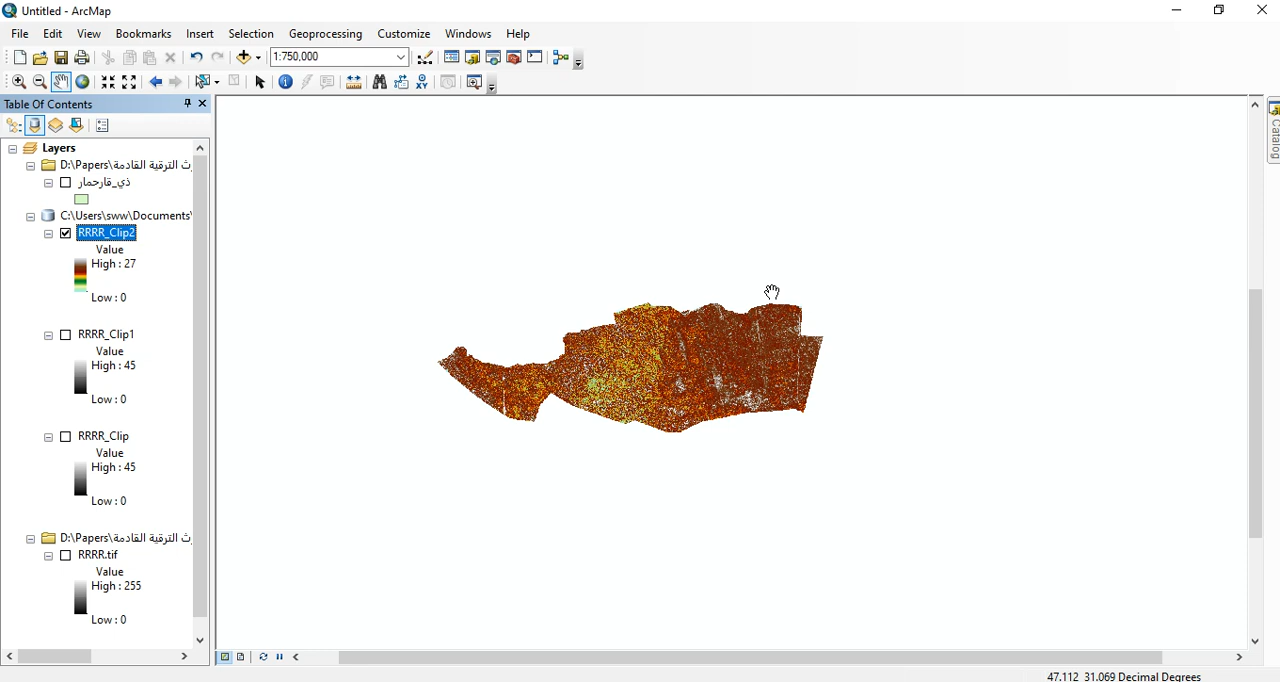 Untitled - ArcMap
File Edit View Bookmarks Insert Selection Geoprocessing Customize Windows Help
1:750,000
Table Of Contents
Layers
D:\Papers\ث الترقية القادمة
ذي_قارحمار
C:\Users\sww\Documents\
RRRR_Clip2
Value
High : 27
Low : 0
RRRR_Clip1
Value
High : 45
Low : 0
RRRR_Clip
Value
High : 45
Low : 0
D:\Papers\ث الترقية القادمة
RRRR.tif
Value
High : 255
Low : 0
Catalog
47.112 31.069 Decimal Degrees